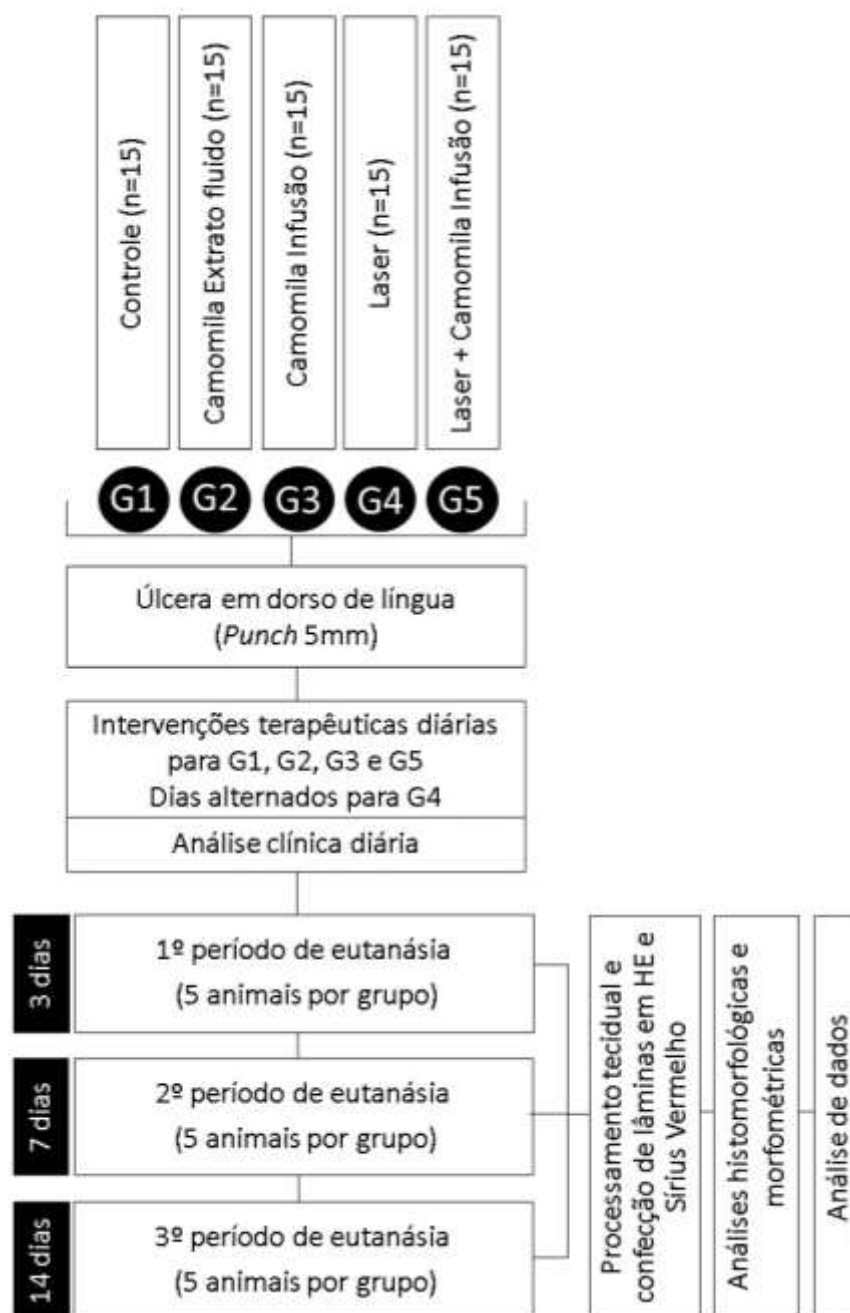 Controle (n=15)
Camomila Extrato fluido (n=15)
Camomila Infusão (n=15)
Laser (n=15)
Laser + Camomila Infusão (n=15)
G1
G2
G3
G4
G5
Úlcera em dorso de língua
(Punch 5mm)
Intervenções terapêuticas diárias
para G1, G2, G3 e G5
Dias alternados para G4
Análise clínica diária
3 dias
1º período de eutanásia
(5 animais por grupo)
7 dias
2º período de eutanásia
(5 animais por grupo)
14 dias
3º período de eutanásia
(5 animais por grupo)
Processamento tecidual e
confecção de lâminas em HE e
Sírius Vermelho
Análises histomorfológicas e
morfométricas
Análise de dados